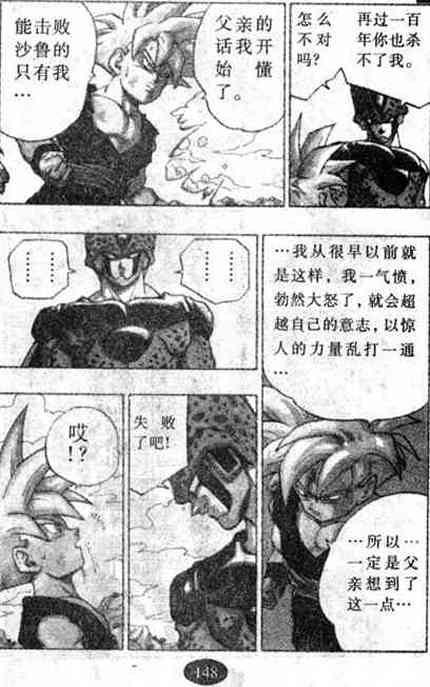 再过一百
年你也杀
不了我。
怎么
不对
吗?
父亲的
话我开
始懂
了。
能击败
沙鲁的
只有我
…
…我从很早以前就
是这样，我一气愤，
勃然大怒了，就会超
越自己的意志，以惊
人的力量乱打一通
…
…所以…
一定是父
亲想到了
这一点…
……
……
……
……
失败
了吧!
哎
!?
148